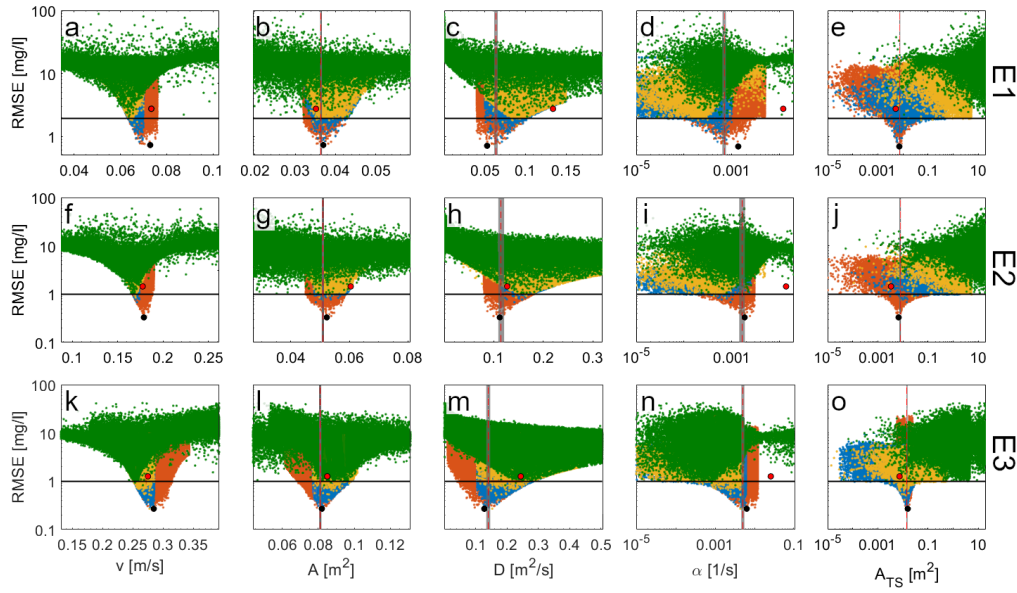 a b c d e
RMSE [mg/l]
100
10
1
E1
0.04 0.06 0.08 0.1
0.02 0.03 0.04 0.05
0.05 0.10 0.15
10-5 0.001
10-5 0.001 0.1 10
f g h i j
RMSE [mg/l]
100
10
1
0.1
E2
0.1 0.15 0.2 0.25
0.04 0.06 0.08
0.1 0.2 0.3
10-5 0.001
10-5 0.001 0.1 10
k l m n o
RMSE [mg/l]
100
10
1
0.1
E3
0.15 0.2 0.25 0.3 0.35
0.04 0.06 0.08 0.1 0.12
0.1 0.2 0.3 0.4 0.5
10-5 0.001 0.1
10-5 0.001 0.1 10
v [m/s]
A [m2]
D [m2/s]
α [1/s]
ATS [m2]